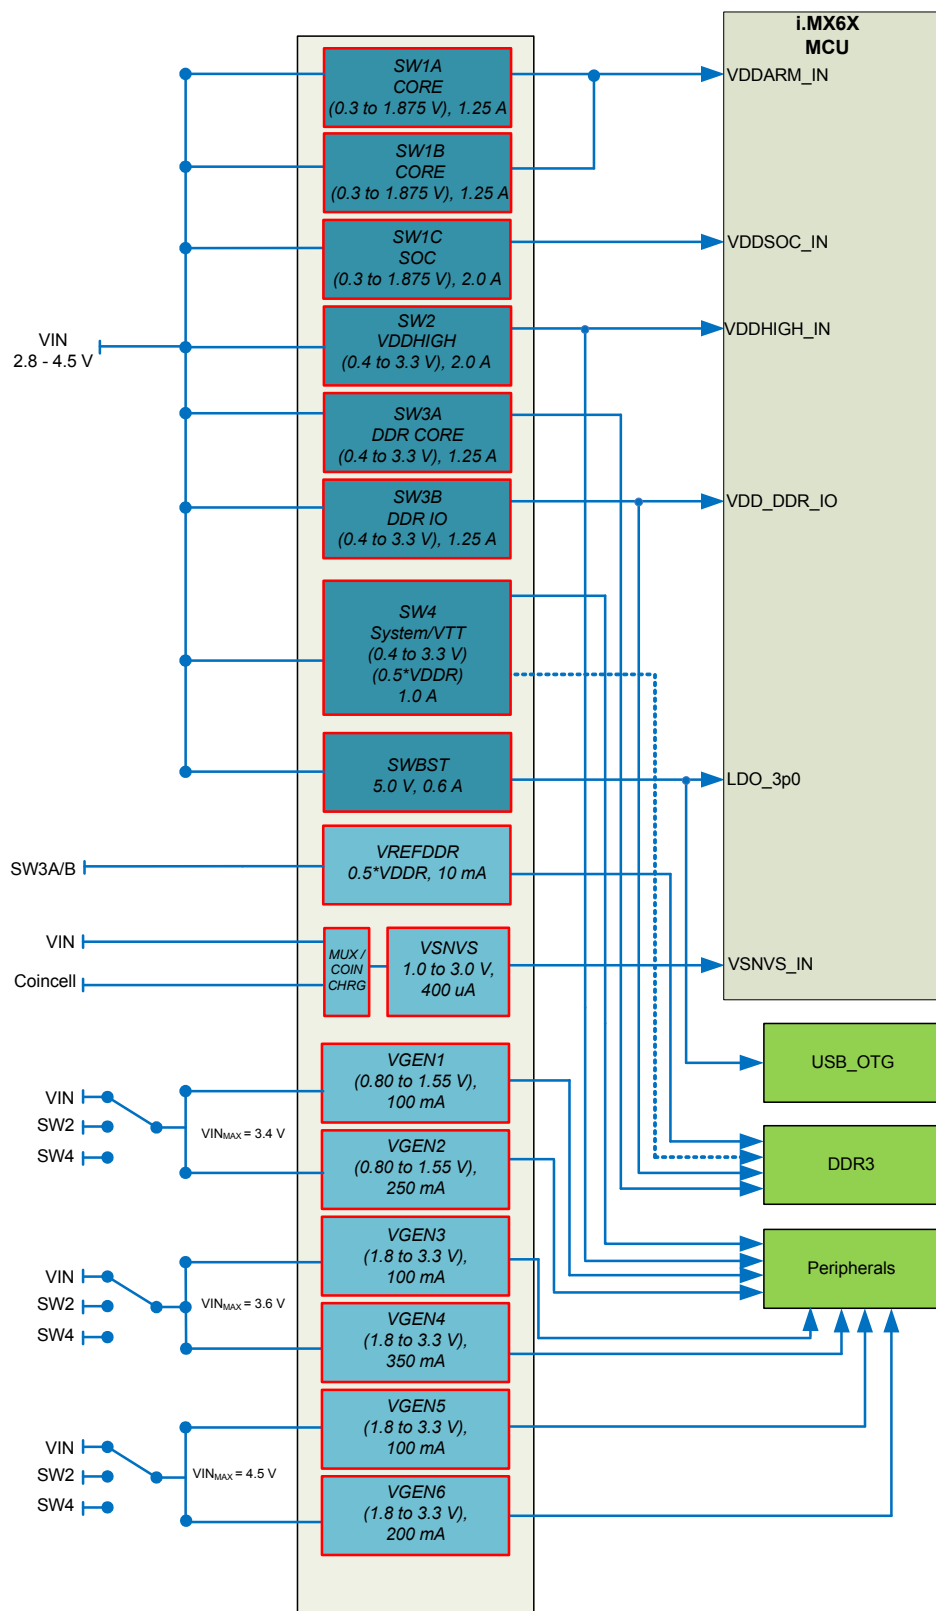 i.MX6X
MCU
SW1A
CORE
(0.3 to 1.875 V), 1.25 A
VDDARM_IN
SW1B
CORE
(0.3 to 1.875 V), 1.25 A
SW1C
SOC
(0.3 to 1.875 V), 2.0 A
VDDSOC_IN
VIN
2.8 - 4.5 V
SW2
VDDHIGH
(0.4 to 3.3 V), 2.0 A
VDDHIGH_IN
SW3A
DDR CORE
(0.4 to 3.3 V), 1.25 A
SW3B
DDR IO
(0.4 to 3.3 V), 1.25 A
VDD_DDR_IO
SW4
System/VTT
(0.4 to 3.3 V)
(0.5*VDDR)
1.0 A
SWBST
5.0 V, 0.6 A
LDO_3p0
SW3A/B
VREFDDR
0.5*VDDR, 10 mA
VIN
Coincell
MUX /
COIN
CHRG
VSNVS
1.0 to 3.0 V,
400 uA
VSNVS_IN
USB_OTG
VIN
SW2
SW4
VINMAX = 3.4 V
VGEN1
(0.80 to 1.55 V),
100 mA
VGEN2
(0.80 to 1.55 V),
250 mA
DDR3
VIN
SW2
SW4
VINMAX = 3.6 V
VGEN3
(1.8 to 3.3 V),
100 mA
VGEN4
(1.8 to 3.3 V),
350 mA
Peripherals
VIN
SW2
SW4
VINMAX = 4.5 V
VGEN5
(1.8 to 3.3 V),
100 mA
VGEN6
(1.8 to 3.3 V),
200 mA